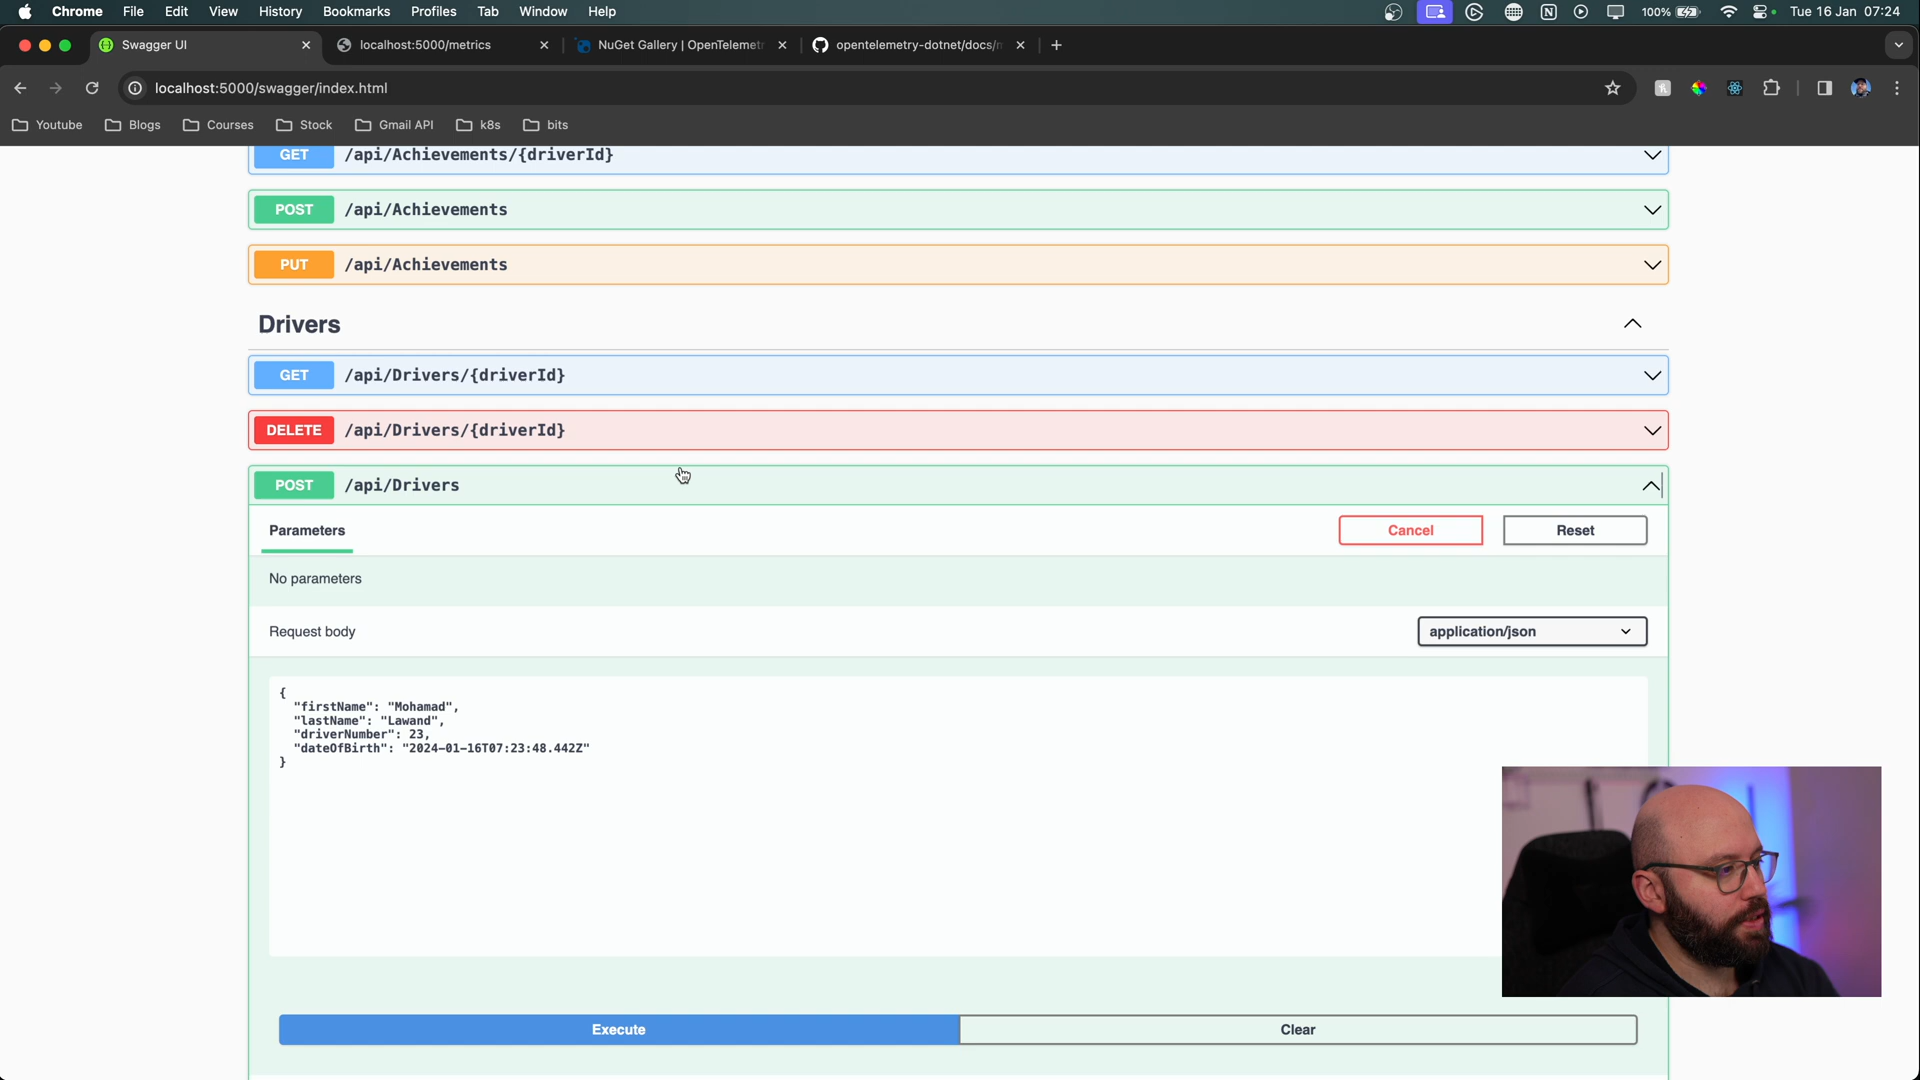 Chrome File Edit View History Bookmarks Profiles Tab Window Help 100% Tue 16 Jan 07:24
Swagger UI localhost:5000/metrics NuGet Gallery | OpenTelemet opentelemetry-dotnet/docs/
localhost:5000/swagger/index.html
Youtube Blogs Courses Stock Gmail API k8s bits
GET /api/Achievements/{driverId}
POST /api/Achievements
PUT /api/Achievements
Drivers
GET /api/Drivers/{driverId}
DELETE /api/Drivers/{driverId}
POST /api/Drivers
Parameters Cancel Reset
No parameters
Request body application/json
{
"firstName": "Mohamad",
"lastName": "Lawand",
"driverNumber": 23,
"dateOfBirth": "2024-01-16T07:23:48.442Z"
}
Execute Clear